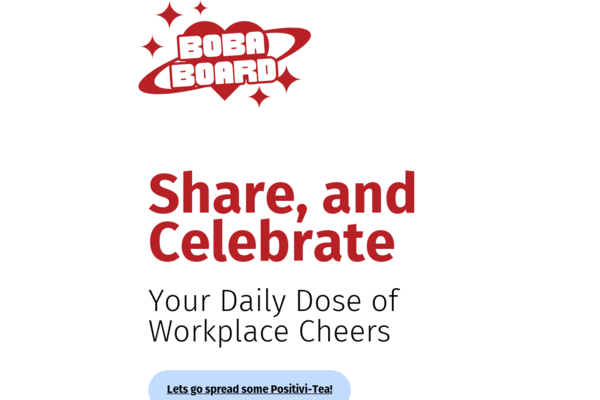 BOBA
BOARD
Share, and
Celebrate
Your Daily Dose of
Workplace Cheers
Lets go spread some Positivi-Tea!